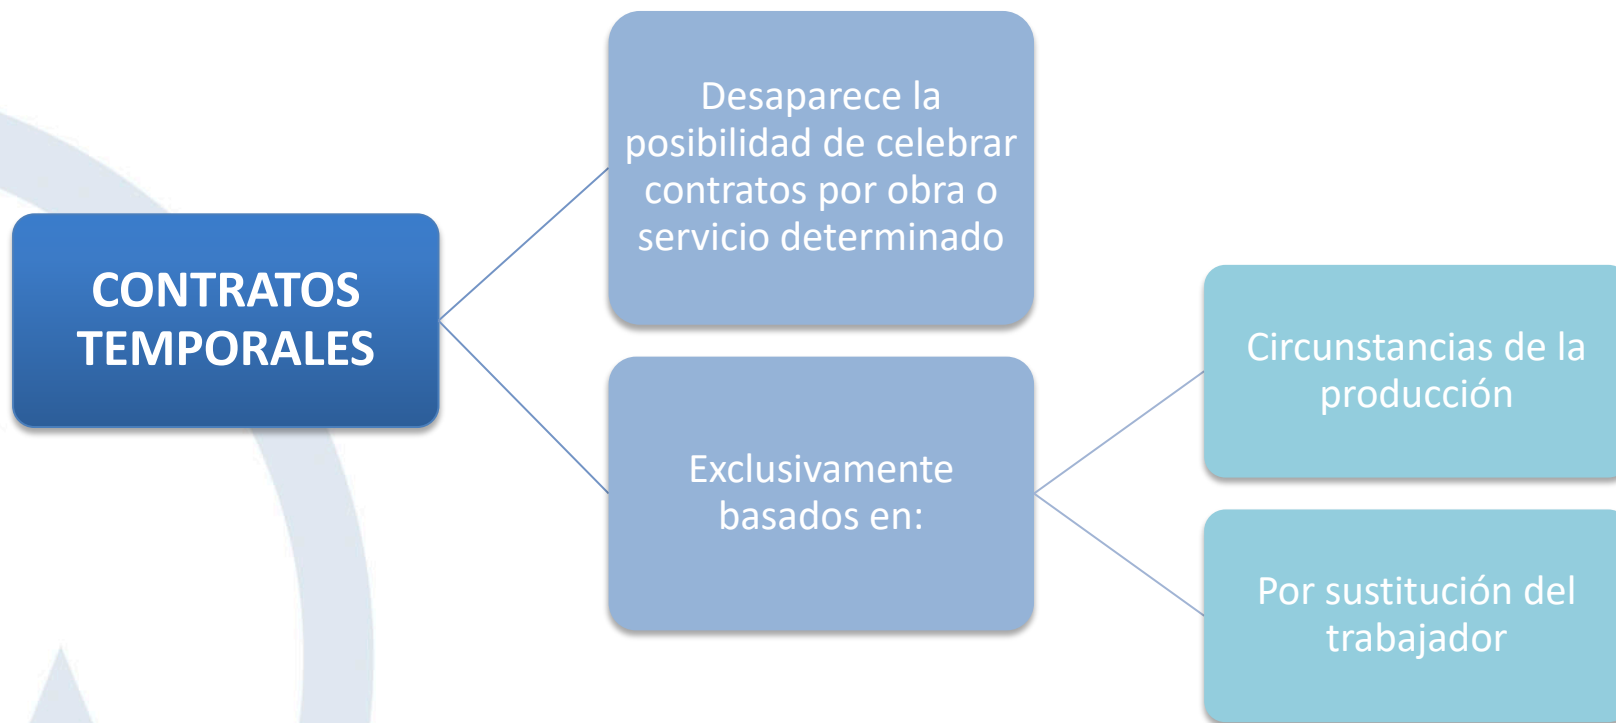 CONTRATOS
TEMPORALES
Desaparece la
posibilidad de celebrar
contratos por obra o
servicio determinado
Exclusivamente
basados en:
Circunstancias de la
producción
Por sustitución del
trabajador